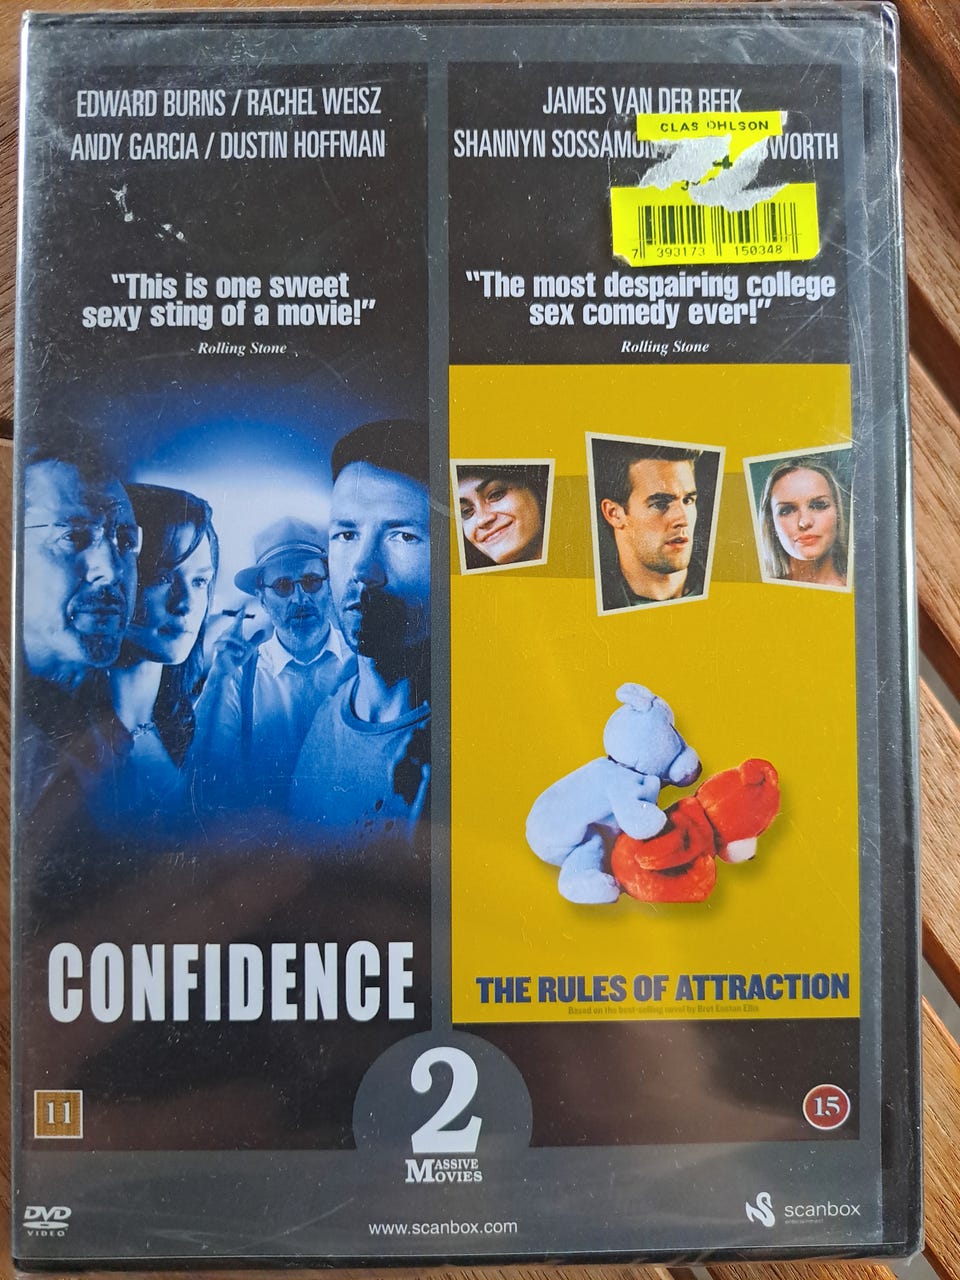 EDWARD BURNS / RACHEL WEISZ
ANDY GARCIA / DUSTIN HOFFMAN
"This is one sweet
sexy sting of a movie!"
Rolling Stone
CONFIDENCE
11
JAMES VAN DER BEEK
SHANNYN SOSSAMON WORTH
CLAS OHLSON
7 393173 150348
"The most despairing college
sex comedy ever!"
Rolling Stone
THE RULES OF ATTRACTION
Based on the best-selling novel by Bret Easton Ellis
15
2
MASSIVE
MOVIES
DVD
VIDEO
www.scanbox.com
scanbox
entertainment